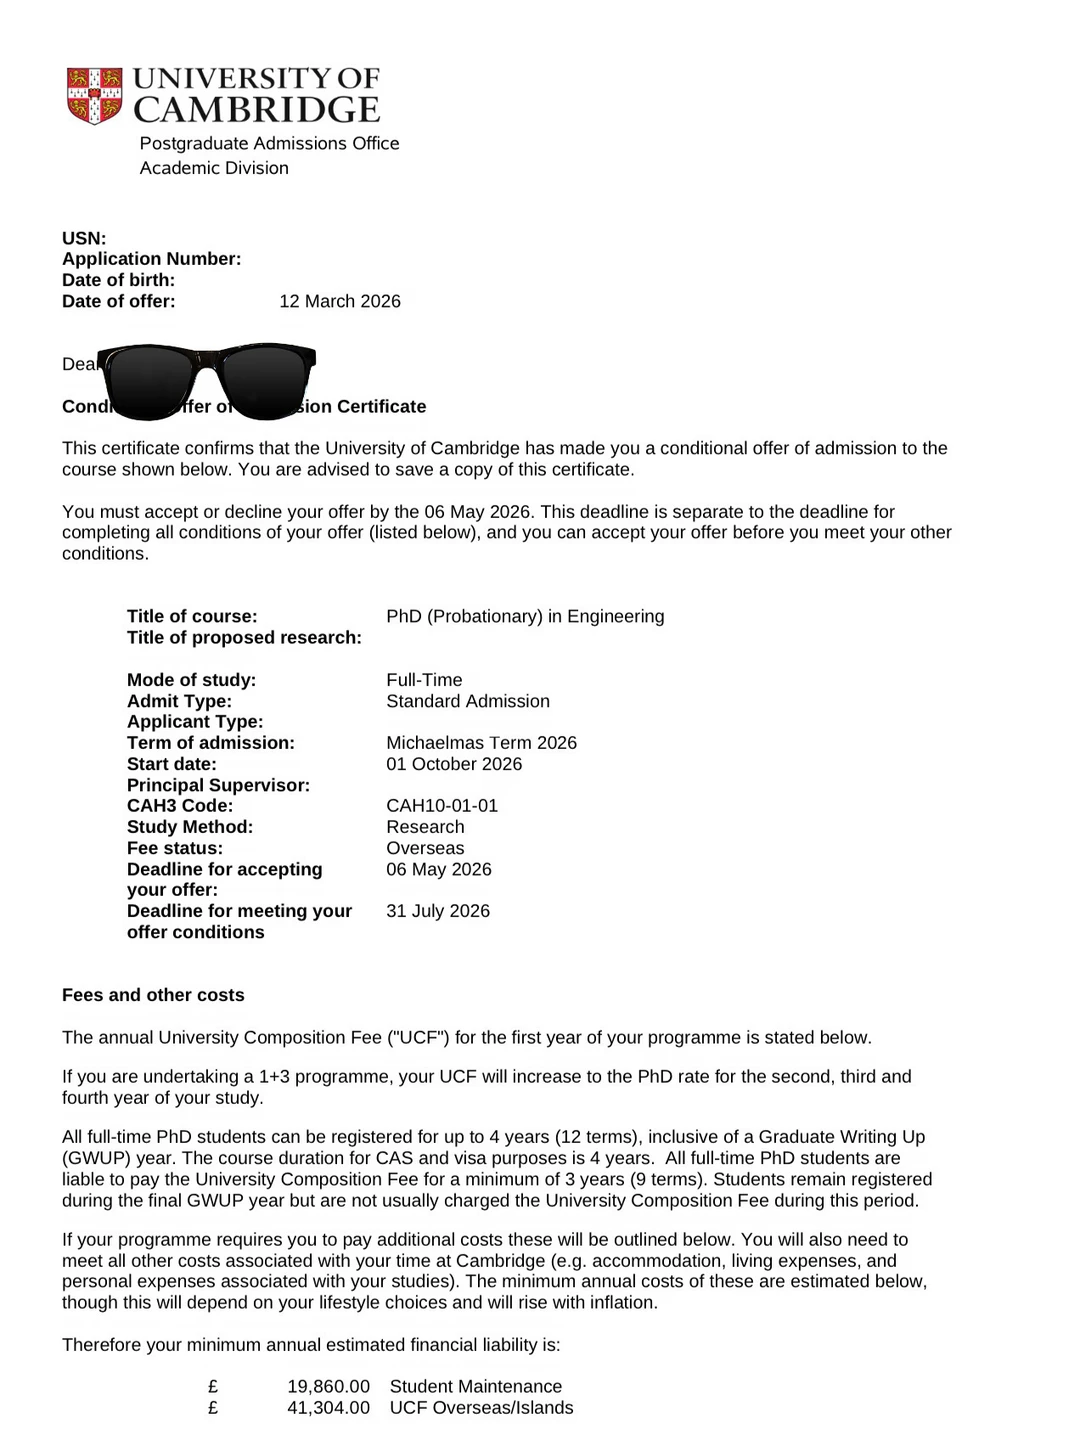 UNIVERSITY OF
CAMBRIDGE
Postgraduate Admissions Office
Academic Division
USN:
Application Number:
Date of birth:
Date of offer: 12 March 2026
Dear
Certificate
This certificate confirms that the University of Cambridge has made you a conditional offer of admission to the
course shown below. You are advised to save a copy of this certificate.
You must accept or decline your offer by the 06 May 2026. This deadline is separate to the deadline for
completing all conditions of your offer (listed below), and you can accept your offer before you meet your other
conditions.
Title of course: PhD (Probationary) in Engineering
Title of proposed research:
Mode of study: Full-Time
Admit Type: Standard Admission
Applicant Type:
Term of admission: Michaelmas Term 2026
Start date: 01 October 2026
Principal Supervisor:
CAH3 Code: CAH10-01-01
Study Method: Research
Fee status: Overseas
Deadline for accepting 06 May 2026
your offer:
Deadline for meeting your 31 July 2026
offer conditions
Fees and other costs
The annual University Composition Fee ("UCF") for the first year of your programme is stated below.
If you are undertaking a 1+3 programme, your UCF will increase to the PhD rate for the second, third and
fourth year of your study.
All full-time PhD students can be registered for up to 4 years (12 terms), inclusive of a Graduate Writing Up
(GWUP) year. The course duration for CAS and visa purposes is 4 years.  All full-time PhD students are
liable to pay the University Composition Fee for a minimum of 3 years (9 terms). Students remain registered
during the final GWUP year but are not usually charged the University Composition Fee during this period.
If your programme requires you to pay additional costs these will be outlined below. You will also need to
meet all other costs associated with your time at Cambridge (e.g. accommodation, living expenses, and
personal expenses associated with your studies). The minimum annual costs of these are estimated below,
though this will depend on your lifestyle choices and will rise with inflation.
Therefore your minimum annual estimated financial liability is:
£ 19,860.00 Student Maintenance
£ 41,304.00 UCF Overseas/Islands